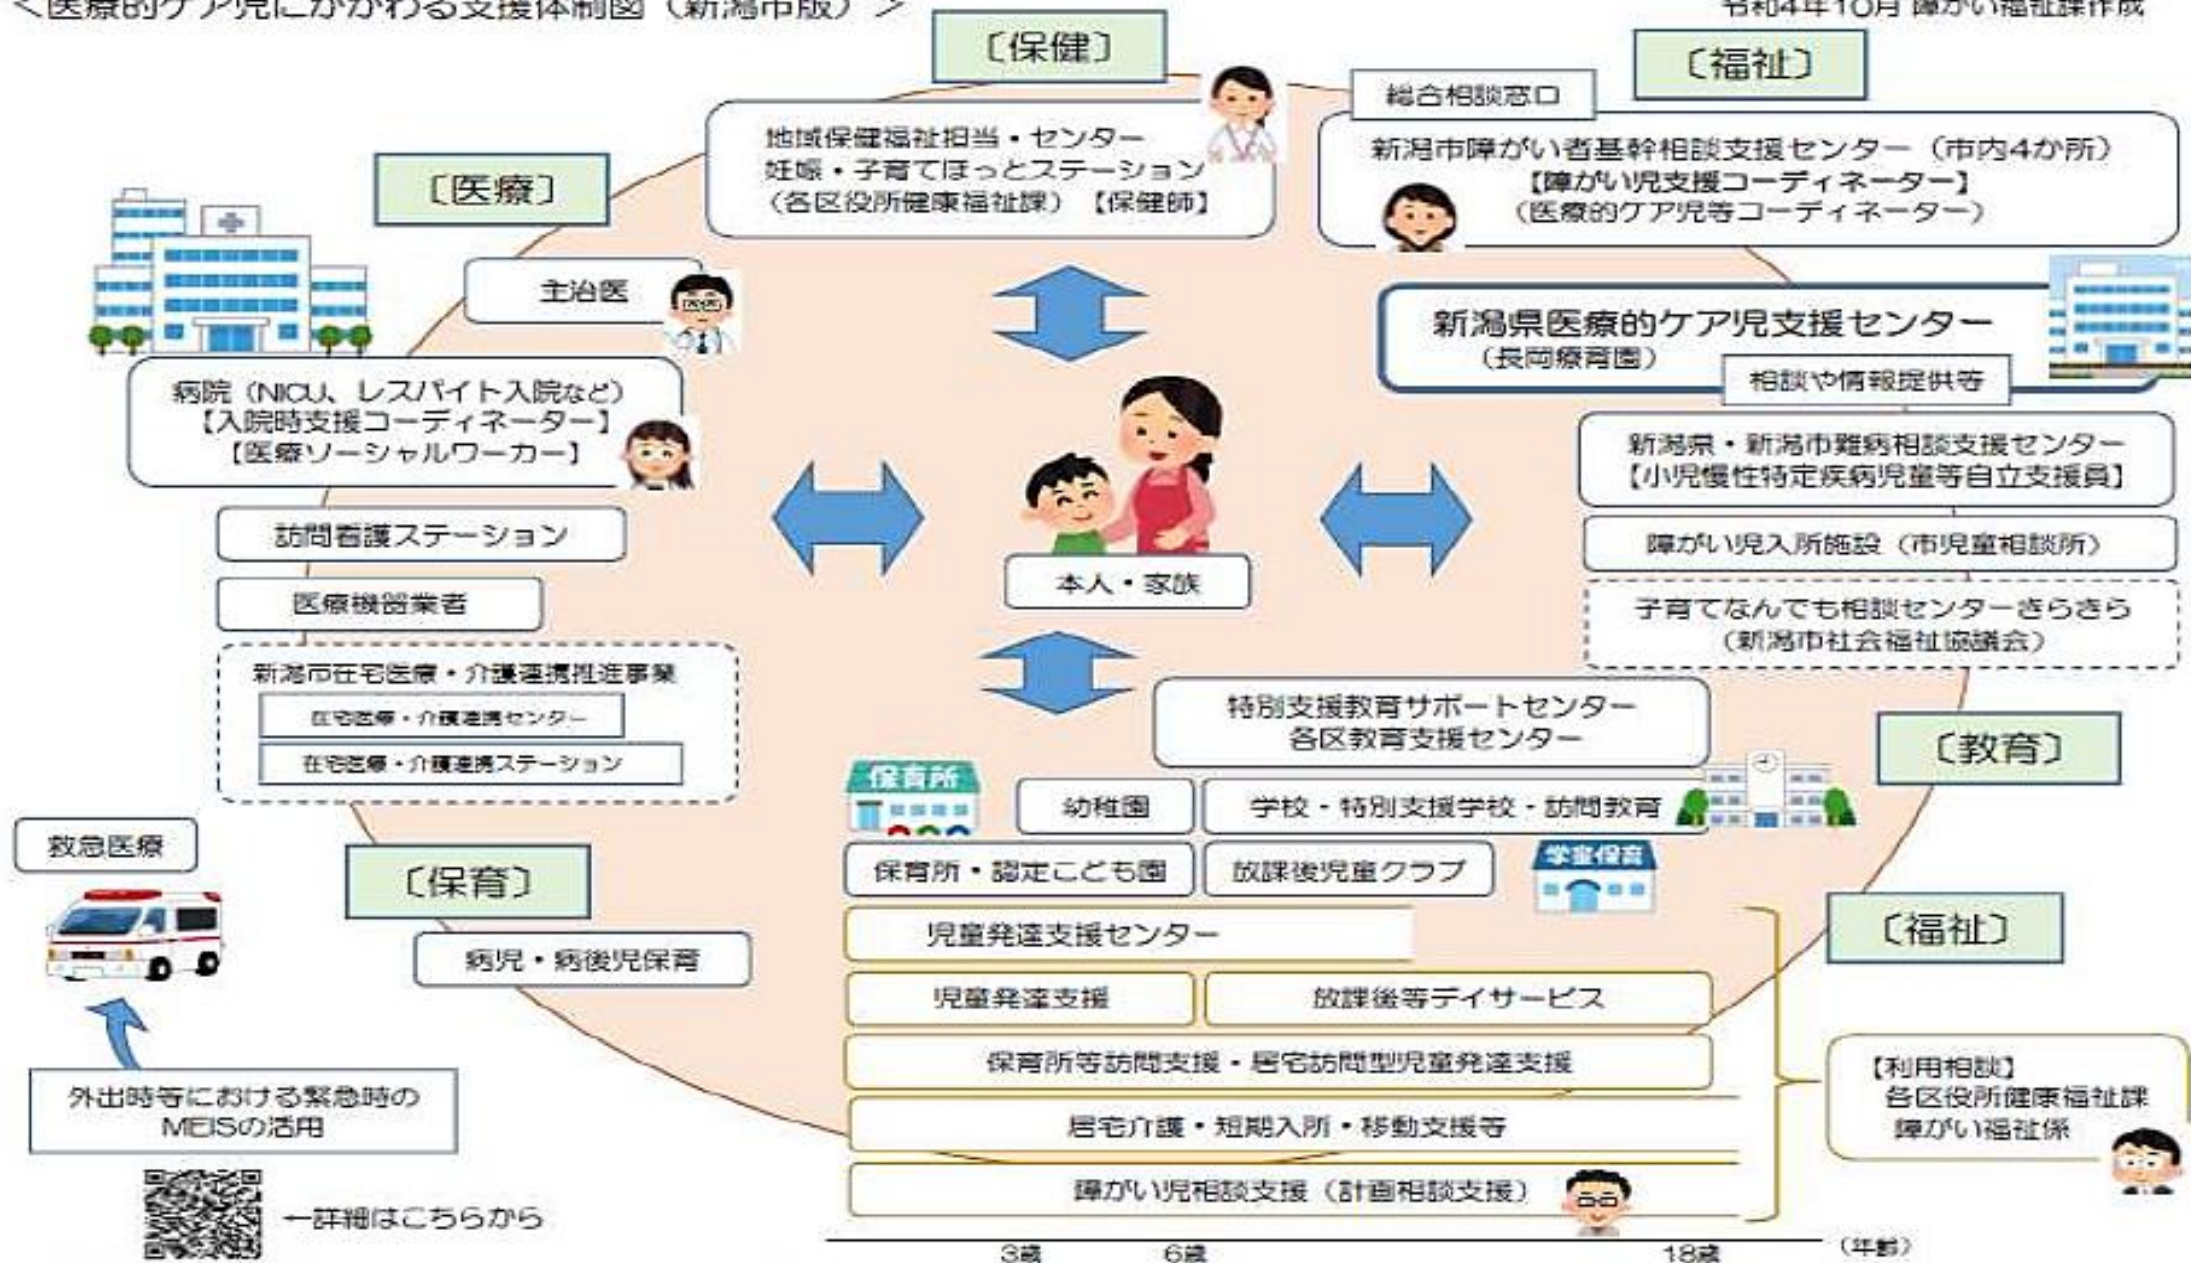 ＜医療的ケア児にかかわる支援体制図（新潟市版）＞
令和4年10月 障がい福祉課作成
〔保健〕
地域保健福祉担当・センター
妊娠・子育てほっとステーション
（各区役所健康福祉課）【保健師】
〔福祉〕
総合相談窓口
新潟市障がい者基幹相談支援センター（市内4か所）
【障がい児支援コーディネーター】
（医療的ケア児等コーディネーター）
〔医療〕
主治医
病院（NICU、レスパイト入院など）
【入院時支援コーディネーター】
【医療ソーシャルワーカー】
訪問看護ステーション
医療機器業者
新潟市在宅医療・介護連携推進事業
在宅医療・介護連携センター
在宅医療・介護連携ステーション
新潟県医療的ケア児支援センター
（長岡療育園）
相談や情報提供等
新潟県・新潟市難病相談支援センター
【小児慢性特定疾病児童等自立支援員】
障がい児入所施設（市児童相談所）
子育てなんでも相談センターきらきら
（新潟市社会福祉協議会）
本人・家族
〔教育〕
特別支援教育サポートセンター
各区教育支援センター
保育所
幼稚園
学校・特別支援学校・訪問教育
保育所・認定こども園
放課後児童クラブ
学童保育
救急医療
〔保育〕
病児・病後児保育
外出時等における緊急時の
MEISの活用
←詳細はこちらから
〔福祉〕
児童発達支援センター
児童発達支援
放課後等デイサービス
保育所等訪問支援・居宅訪問型児童発達支援
居宅介護・短期入所・移動支援等
障がい児相談支援（計画相談支援）
【利用相談】
各区役所健康福祉課
障がい福祉係
3歳
6歳
18歳
（年齢）